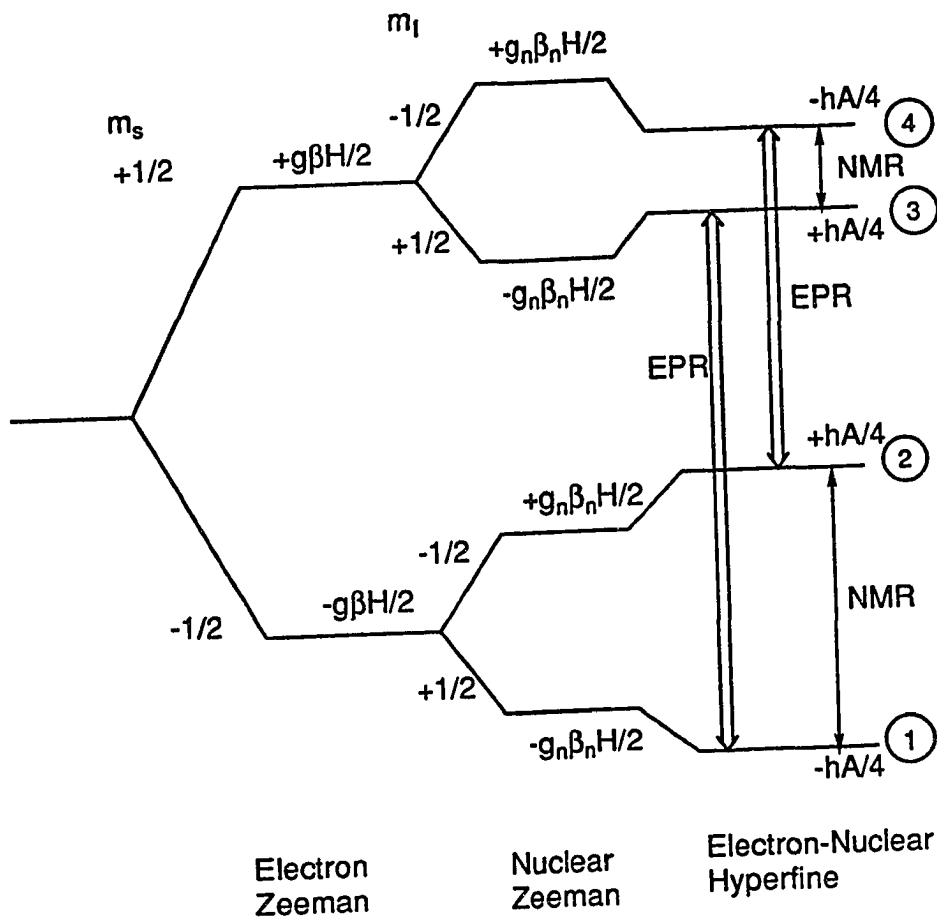 m_I
+g_nβ_nH/2
-hA/4
4
m_s
-1/2
NMR
+1/2
+gβH/2
3
+1/2
+hA/4
-g_nβ_nH/2
EPR
EPR
+hA/4
2
+g_nβ_nH/2
-1/2
-gβH/2
NMR
-1/2
+1/2
-g_nβ_nH/2
1
-hA/4
Electron
Zeeman
Nuclear
Zeeman
Electron-Nuclear
Hyperfine